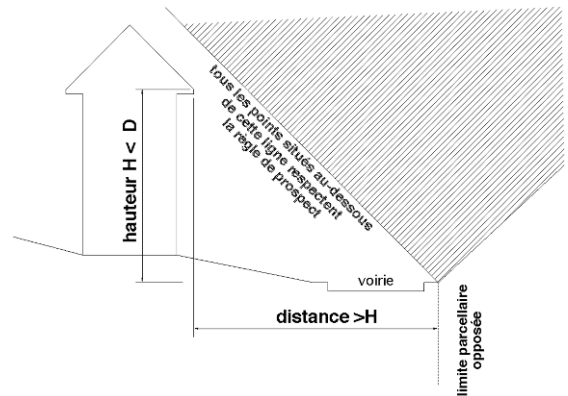 tous les points situés au-dessous
de cette ligne respectent
la règle de prospect
hauteur H < D
voirie
distance >H
limite parcellaire
opposée